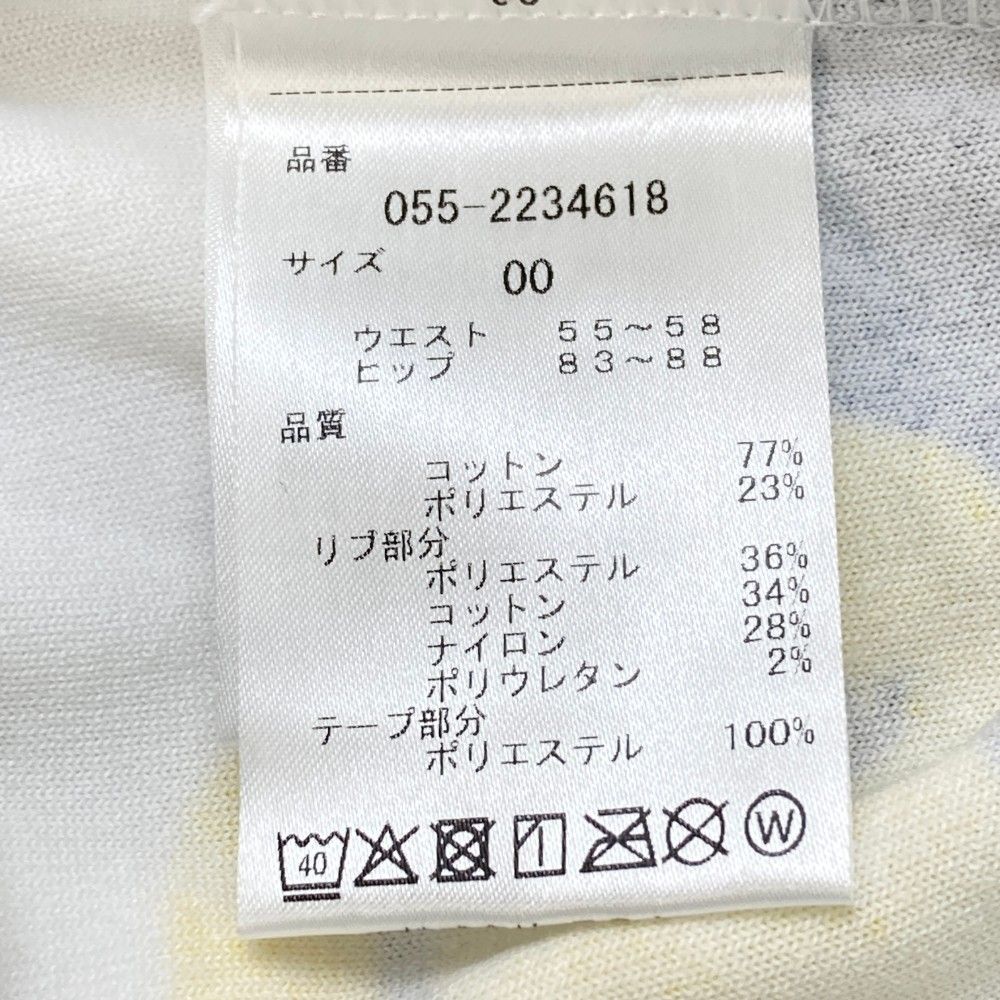 品番
055-2234618
サイズ
00
ウエスト 55～58
ヒップ 83～88
品質
コットン 77%
ポリエステル 23%
リブ部分
ポリエステル 36%
コットン 34%
ナイロン 28%
ポリウレタン 2%
テープ部分
ポリエステル 100%
40
W